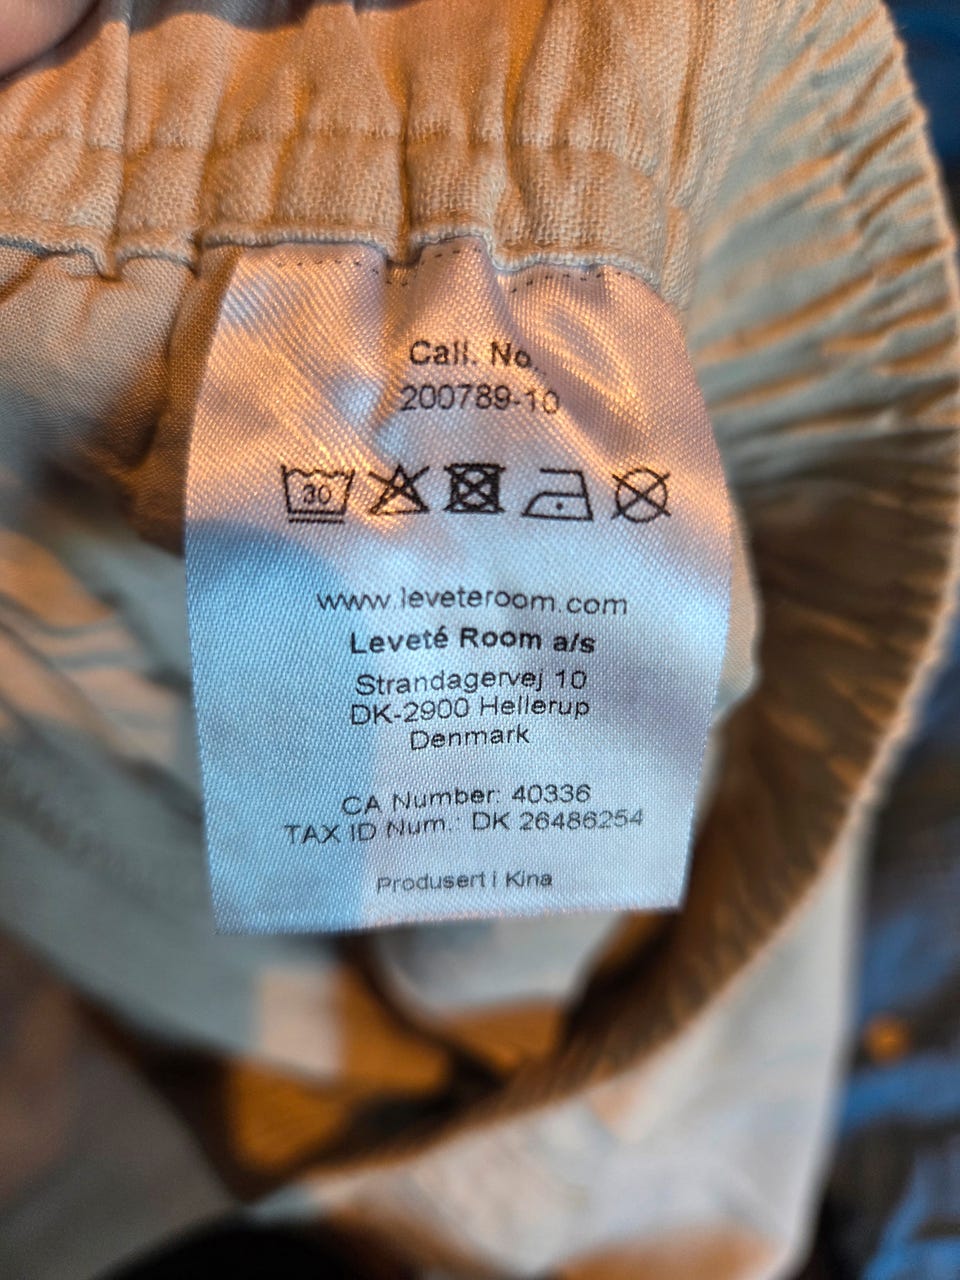 Call. No.
200789-10
30
www.leveteroom.com
Leveté Room a/s
Strandagervej 10
DK-2900 Hellerup
Denmark
CA Number: 40336
TAX ID Num.: DK 26486254
Produsert i Kina